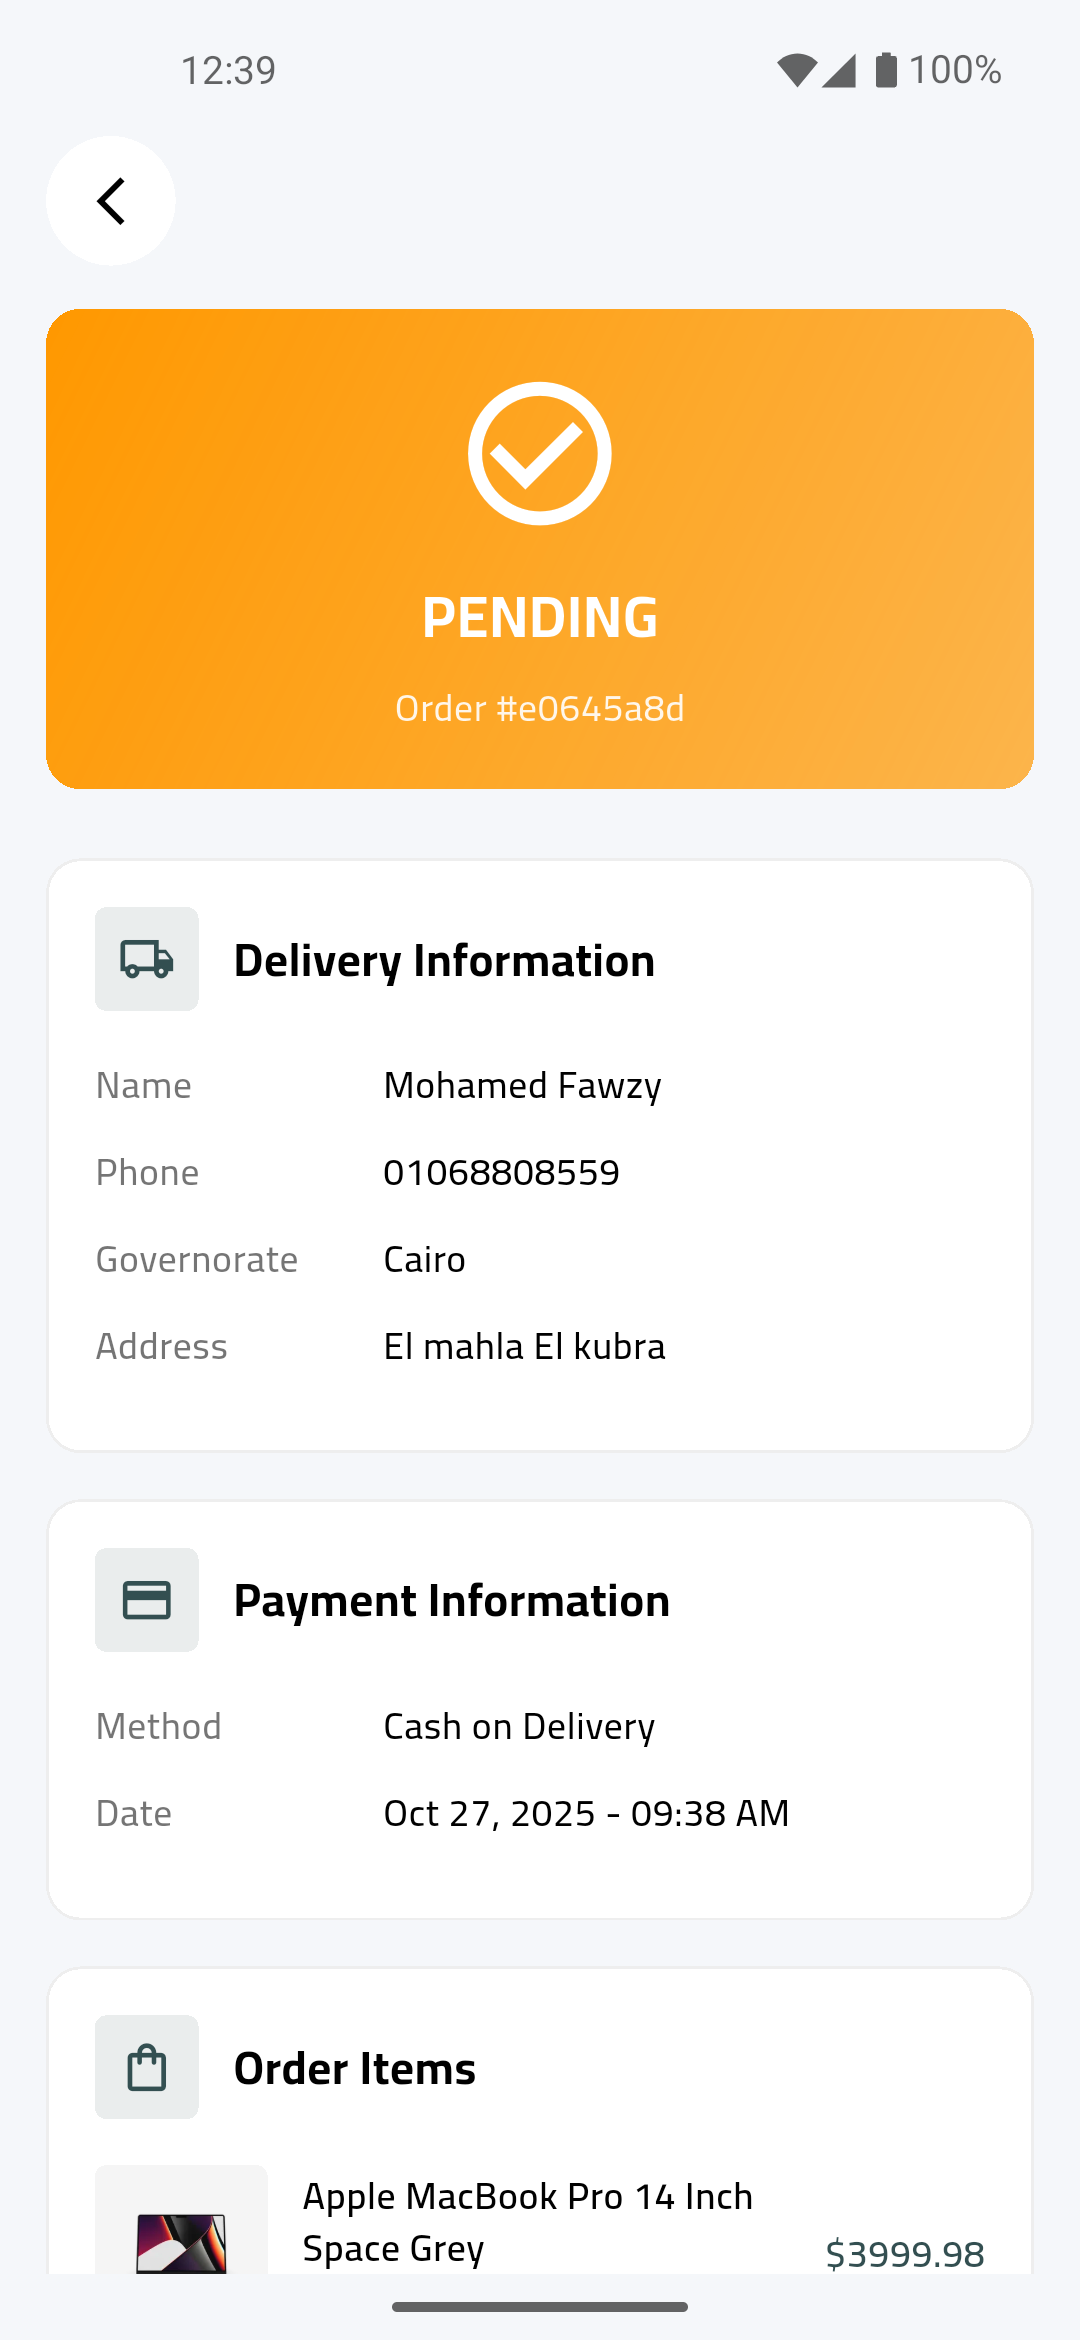 12:39
100%
PENDING
Order #e0645a8d
Delivery Information
Name Mohamed Fawzy
Phone 01068808559
Governorate Cairo
Address El mahla El kubra
Payment Information
Method Cash on Delivery
Date Oct 27, 2025 - 09:38 AM
Order Items
Apple MacBook Pro 14 Inch
Space Grey
$3999.98